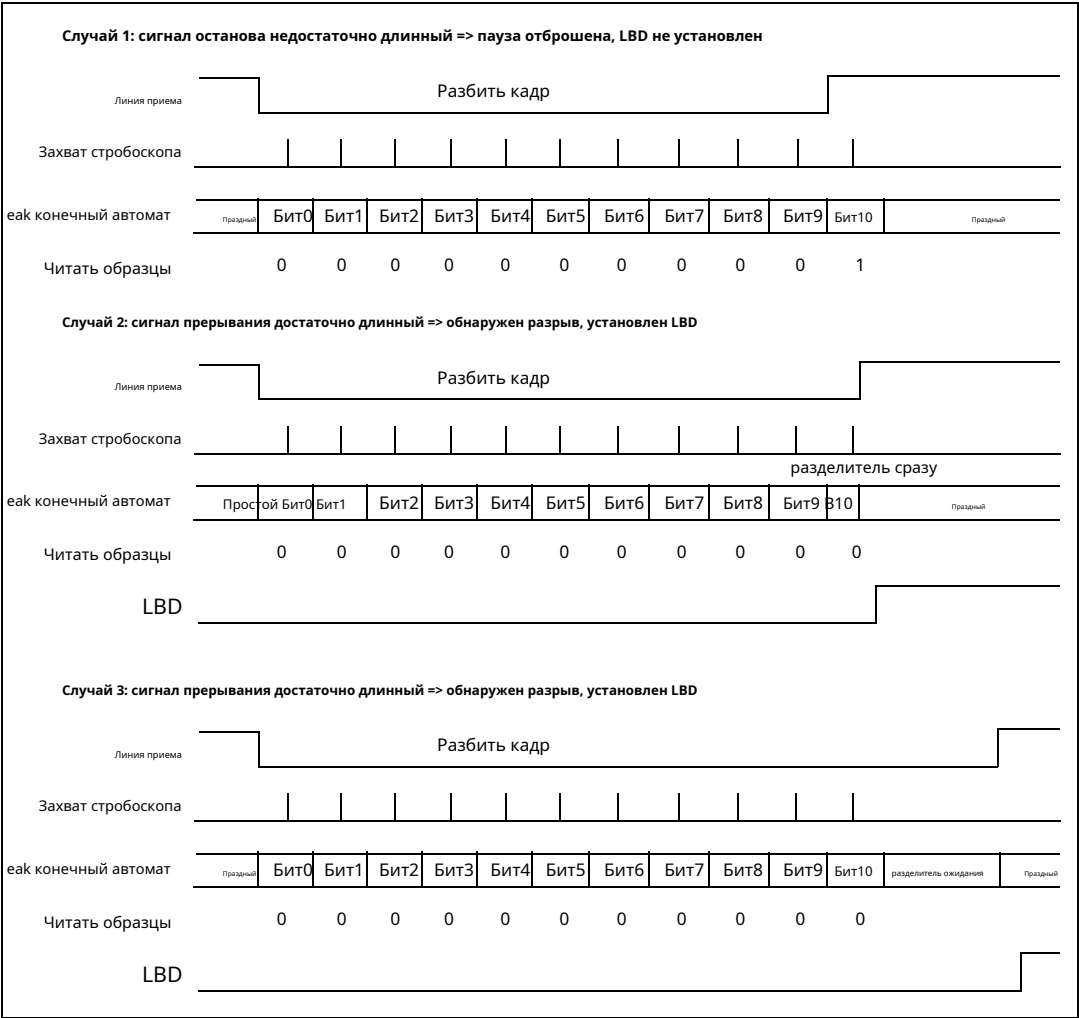 Случай 1: сигнал останова недостаточно длинный => пауза отброшена, LBD не установлен
Разбить кадр
Линия приема
Захват стробоскопа
eak конечный автомат Праздный Бит0 Бит1 Бит2 Бит3 Бит4 Бит5 Бит6 Бит7 Бит8 Бит9 Бит10 Праздный
Читать образцы 0 0 0 0 0 0 0 0 0 0 1
Случай 2: сигнал прерывания достаточно длинный => обнаружен разрыв, установлен LBD
Разбить кадр
Линия приема
Захват стробоскопа
разделитель сразу
eak конечный автомат Простой Бит0 Бит1 Бит2 Бит3 Бит4 Бит5 Бит6 Бит7 Бит8 Бит9 B10 Праздный
Читать образцы 0 0 0 0 0 0 0 0 0 0 0
LBD
Случай 3: сигнал прерывания достаточно длинный => обнаружен разрыв, установлен LBD
Разбить кадр
Линия приема
Захват стробоскопа
eak конечный автомат Праздный Бит0 Бит1 Бит2 Бит3 Бит4 Бит5 Бит6 Бит7 Бит8 Бит9 Бит10 разделитель ожидания Праздный
Читать образцы 0 0 0 0 0 0 0 0 0 0 0
LBD